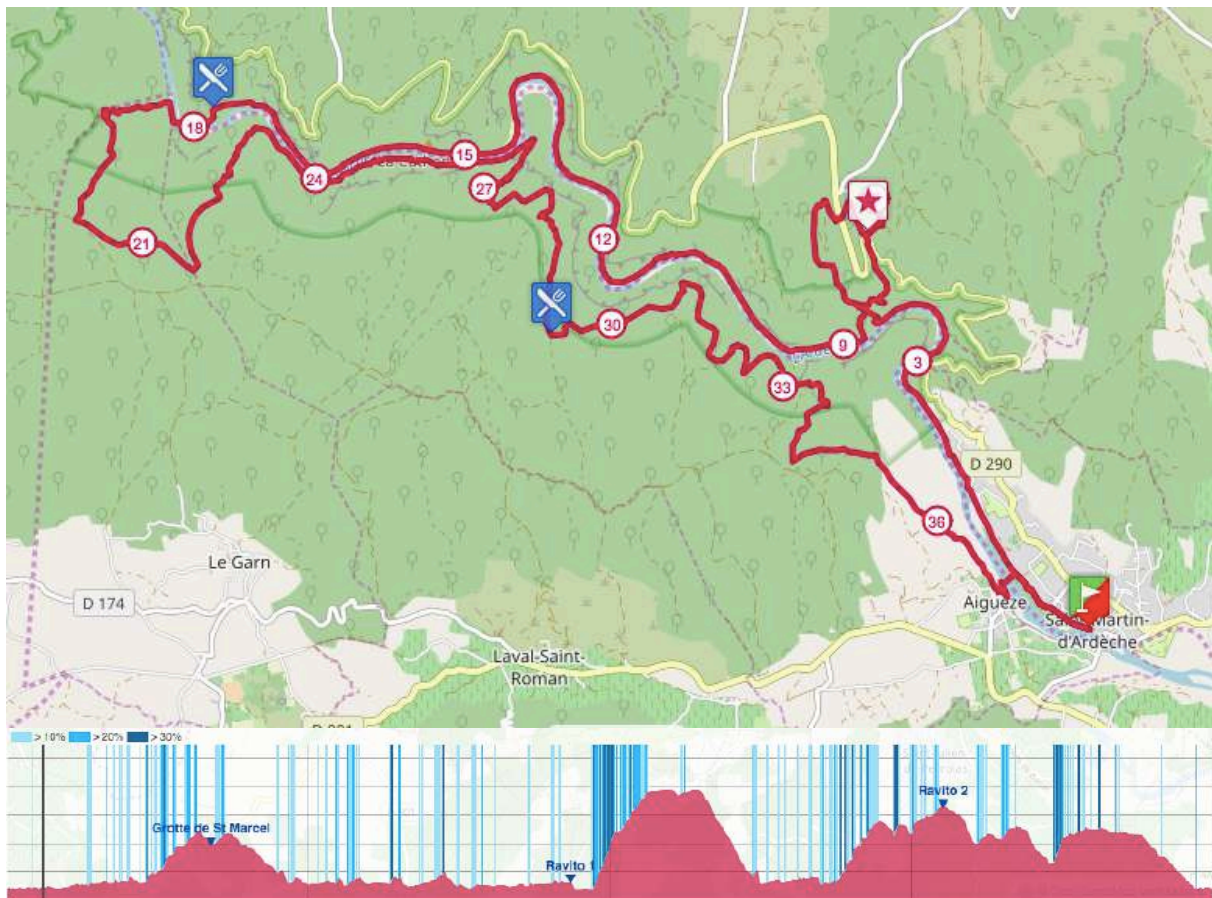 18
24
15
27
12
21
30
9
3
33
D 290
36
Le Garn
D 174
Aiguèze
Saint-Martin-
d'Ardèche
Laval-Saint-
Roman
> 10%
> 20%
> 30%
Grotte de St Marcel
Ravito 1
Ravito 2